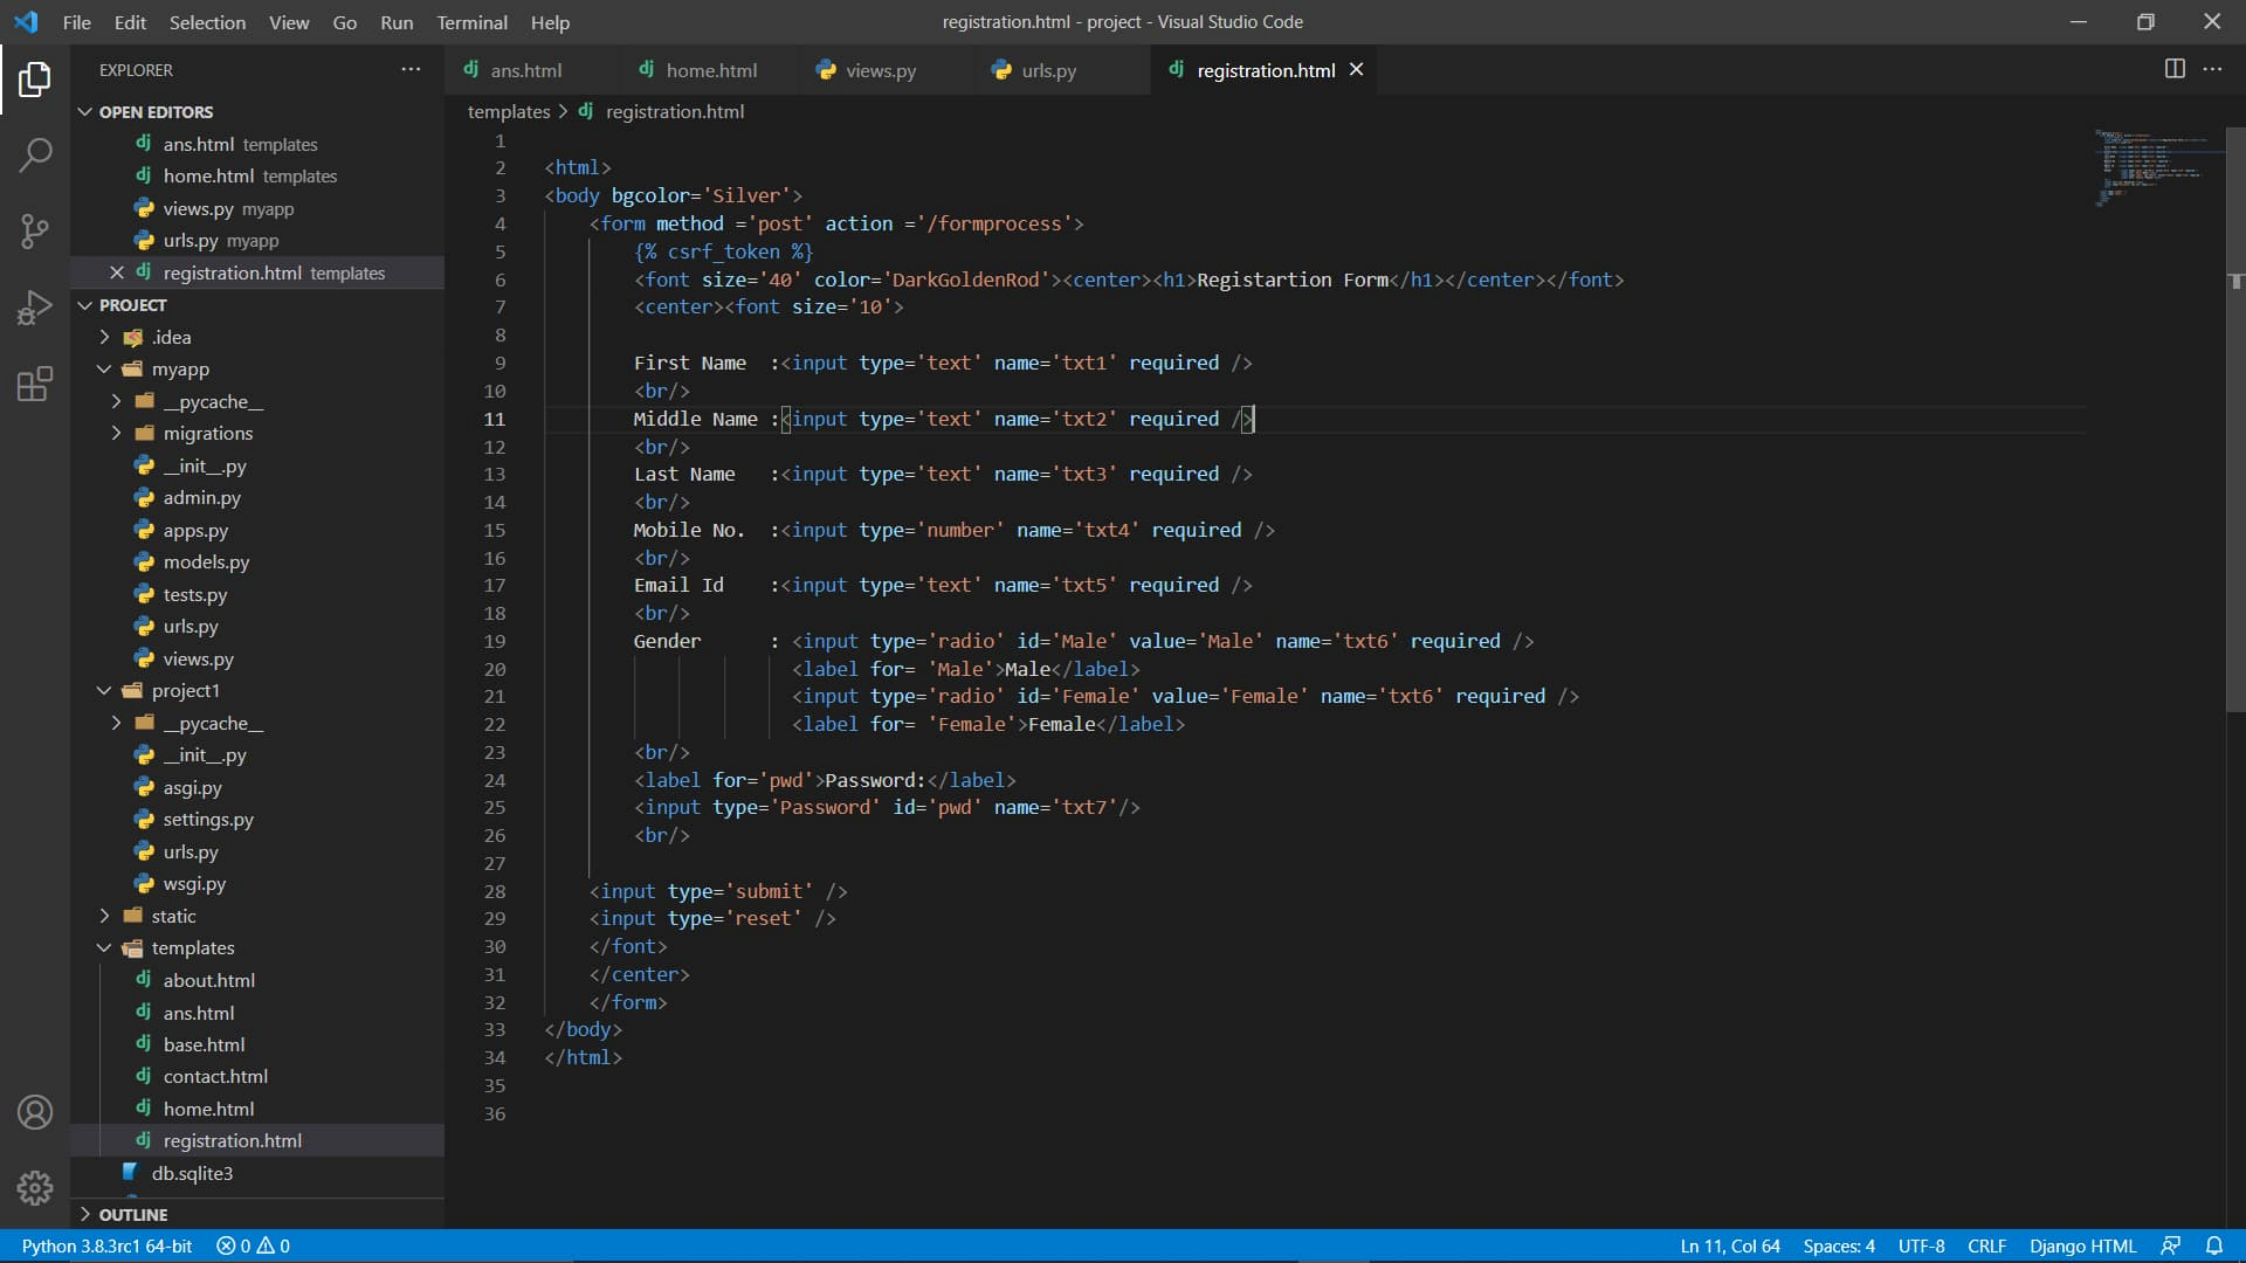 File Edit Selection View Go Run Terminal Help registration.html - project - Visual Studio Code
EXPLORER
OPEN EDITORS
ans.html templates
home.html templates
views.py myapp
urls.py myapp
registration.html templates
PROJECT
.idea
myapp
__pycache__
migrations
__init__.py
admin.py
apps.py
models.py
tests.py
urls.py
views.py
project1
__pycache__
__init__.py
asgi.py
settings.py
urls.py
wsgi.py
static
templates
about.html
ans.html
base.html
contact.html
home.html
registration.html
db.sqlite3
OUTLINE
ans.html home.html views.py urls.py registration.html
templates > registration.html
1
2 <html>
3 <body bgcolor='Silver'>
4 <form method ='post' action ='/formprocess'>
5 {% csrf_token %}
6 <font size='40' color='DarkGoldenRod'><center><h1>Registartion Form</h1></center></font>
7 <center><font size='10'>
8
9 First Name :<input type='text' name='txt1' required />
10 <br/>
11 Middle Name :<input type='text' name='txt2' required />
12 <br/>
13 Last Name :<input type='text' name='txt3' required />
14 <br/>
15 Mobile No. :<input type='number' name='txt4' required />
16 <br/>
17 Email Id :<input type='text' name='txt5' required />
18 <br/>
19 Gender : <input type='radio' id='Male' value='Male' name='txt6' required />
20 <label for= 'Male'>Male</label>
21 <input type='radio' id='Female' value='Female' name='txt6' required />
22 <label for= 'Female'>Female</label>
23 <br/>
24 <label for='pwd'>Password:</label>
25 <input type='Password' id='pwd' name='txt7'/>
26 <br/>
27
28 <input type='submit' />
29 <input type='reset' />
30 </font>
31 </center>
32 </form>
33 </body>
34 </html>
35
36
Python 3.8.3rc1 64-bit 0 0 Ln 11, Col 64 Spaces: 4 UTF-8 CRLF Django HTML